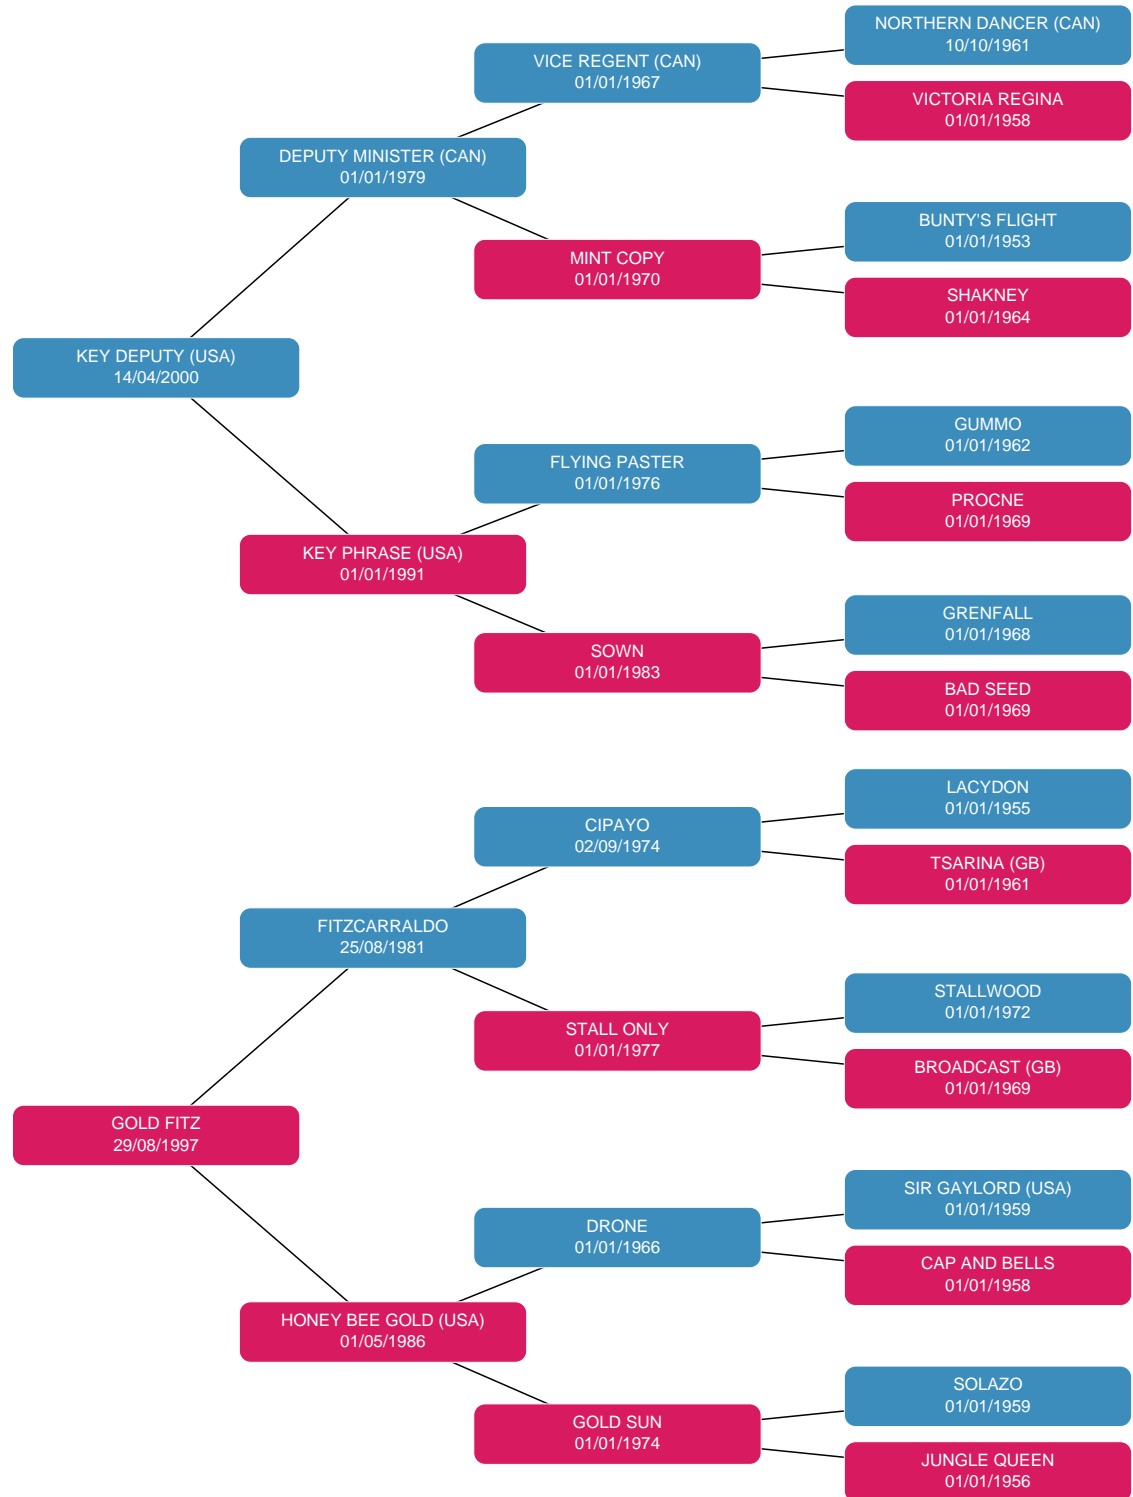 NORTHERN DANCER (CAN)
10/10/1961
VICE REGENT (CAN)
01/01/1967
VICTORIA REGINA
01/01/1958
DEPUTY MINISTER (CAN)
01/01/1979
BUNTY'S FLIGHT
01/01/1953
MINT COPY
01/01/1970
SHAKNEY
01/01/1964
KEY DEPUTY (USA)
14/04/2000
GUMMO
01/01/1962
FLYING PASTER
01/01/1976
PROCNE
01/01/1969
KEY PHRASE (USA)
01/01/1991
GRENFALL
01/01/1968
SOWN
01/01/1983
BAD SEED
01/01/1969
LACYDON
01/01/1955
CIPAYO
02/09/1974
TSARINA (GB)
01/01/1961
FITZCARRALDO
25/08/1981
STALLWOOD
01/01/1972
STALL ONLY
01/01/1977
BROADCAST (GB)
01/01/1969
GOLD FITZ
29/08/1997
SIR GAYLORD (USA)
01/01/1959
DRONE
01/01/1966
CAP AND BELLS
01/01/1958
HONEY BEE GOLD (USA)
01/05/1986
SOLAZO
01/01/1959
GOLD SUN
01/01/1974
JUNGLE QUEEN
01/01/1956